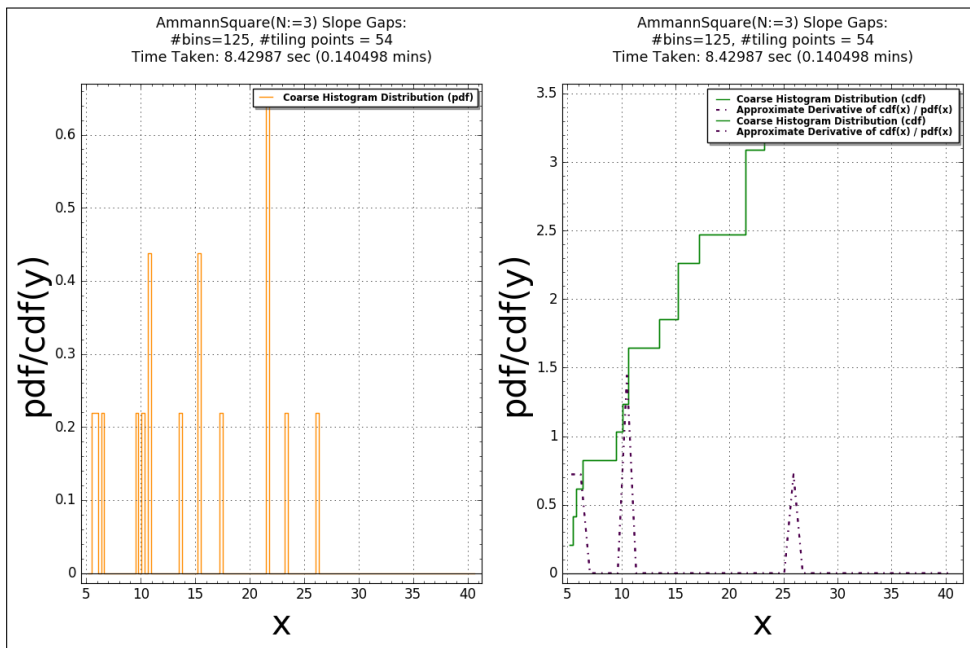 AmmannSquare(N:=3) Slope Gaps:
#bins=125, #tiling points = 54
Time Taken: 8.42987 sec (0.140498 mins)
Coarse Histogram Distribution (pdf)
0.6
0.5
0.4
0.3
0.2
0.1
0
pdf/cdf(y)
5 10 15 20 25 30 35 40
x
AmmannSquare(N:=3) Slope Gaps:
#bins=125, #tiling points = 54
Time Taken: 8.42987 sec (0.140498 mins)
Coarse Histogram Distribution (cdf)
Approximate Derivative of cdf(x) / pdf(x)
Coarse Histogram Distribution (cdf)
Approximate Derivative of cdf(x) / pdf(x)
3.5
3
2.5
2
1.5
1
0.5
0
pdf/cdf(y)
5 10 15 20 25 30 35 40
x